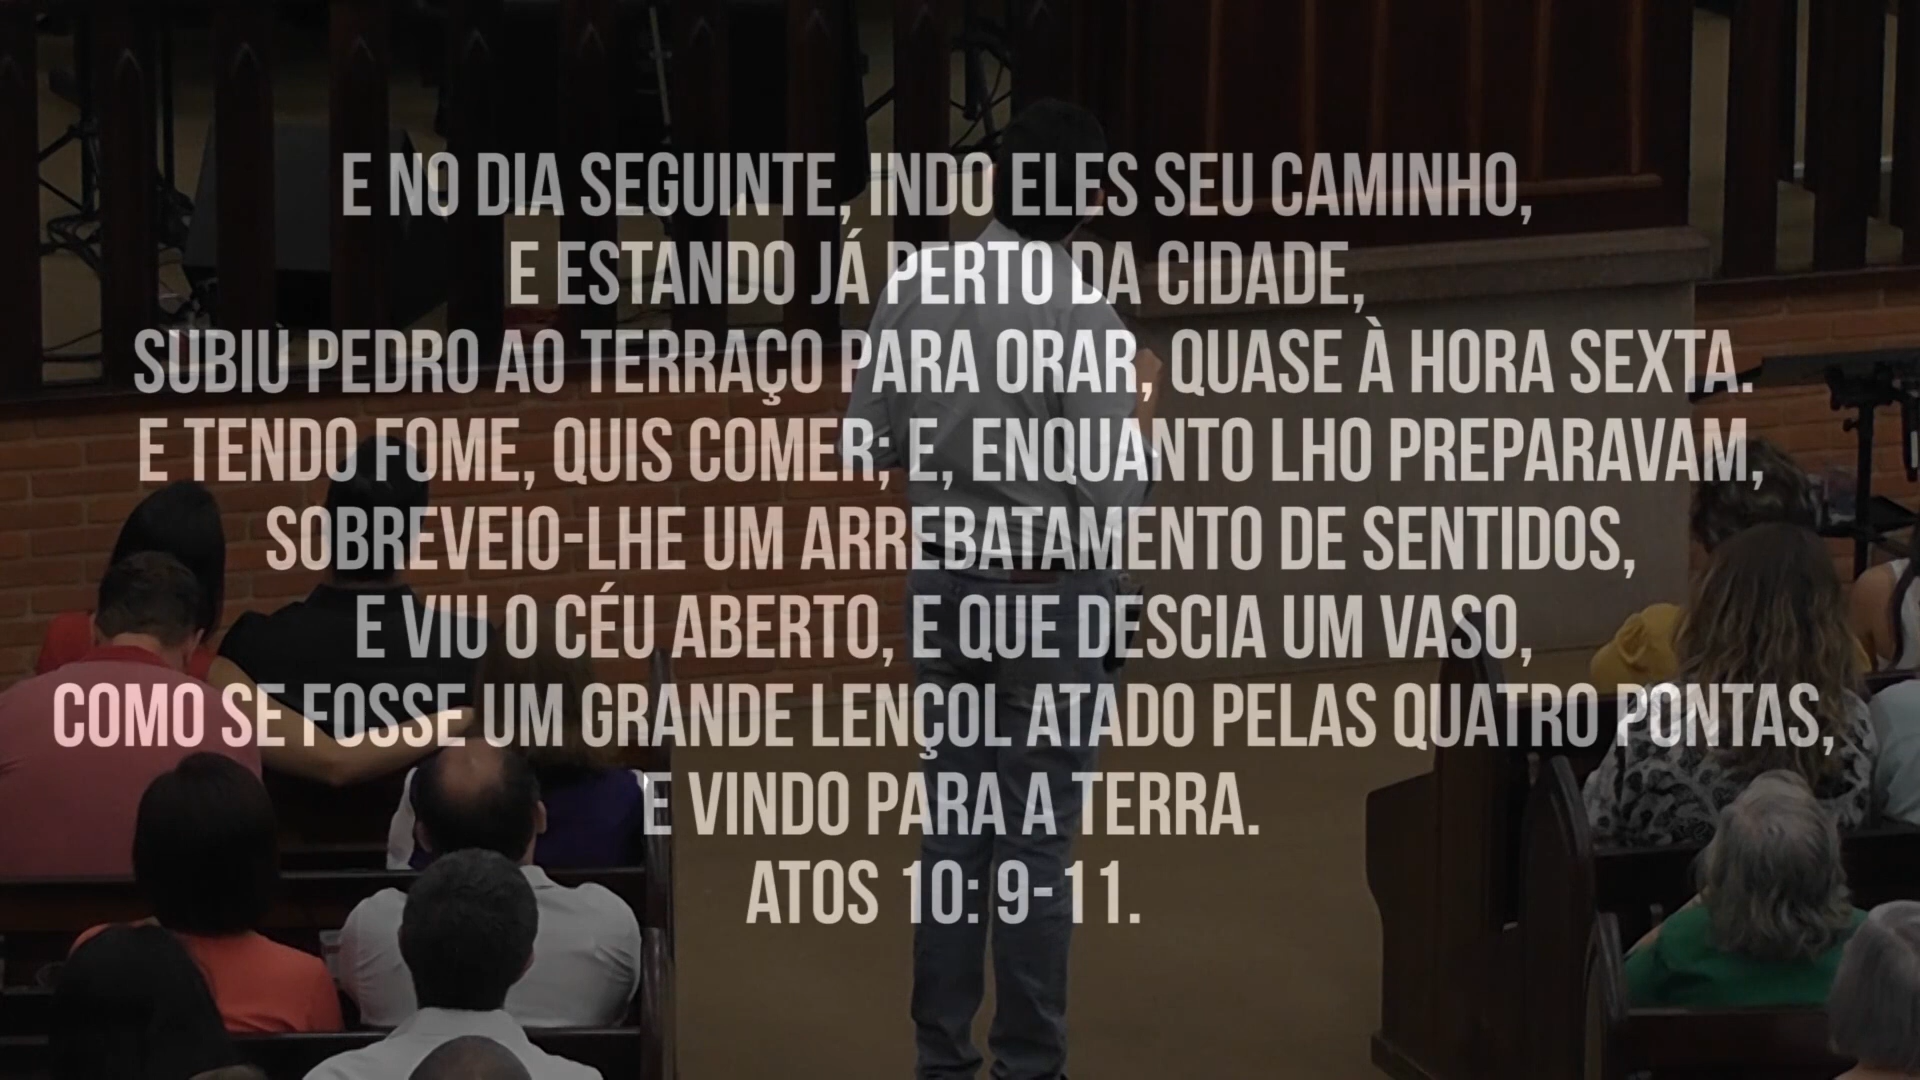 E NO DIA SEGUINTE, INDO ELES SEU CAMINHO,
E ESTANDO JÁ PERTO DA CIDADE,
SUBIU PEDRO AO TERRAÇO PARA ORAR, QUASE À HORA SEXTA.
E TENDO FOME, QUIS COMER; E, ENQUANTO LHO PREPARAVAM,
SOBREVEIO-LHE UM ARREBATAMENTO DE SENTIDOS,
E VIU O CÉU ABERTO, E QUE DESCIA UM VASO,
COMO SE FOSSE UM GRANDE LENÇOL ATADO PELAS QUATRO PONTAS,
E VINDO PARA A TERRA.
ATOS 10: 9-11.